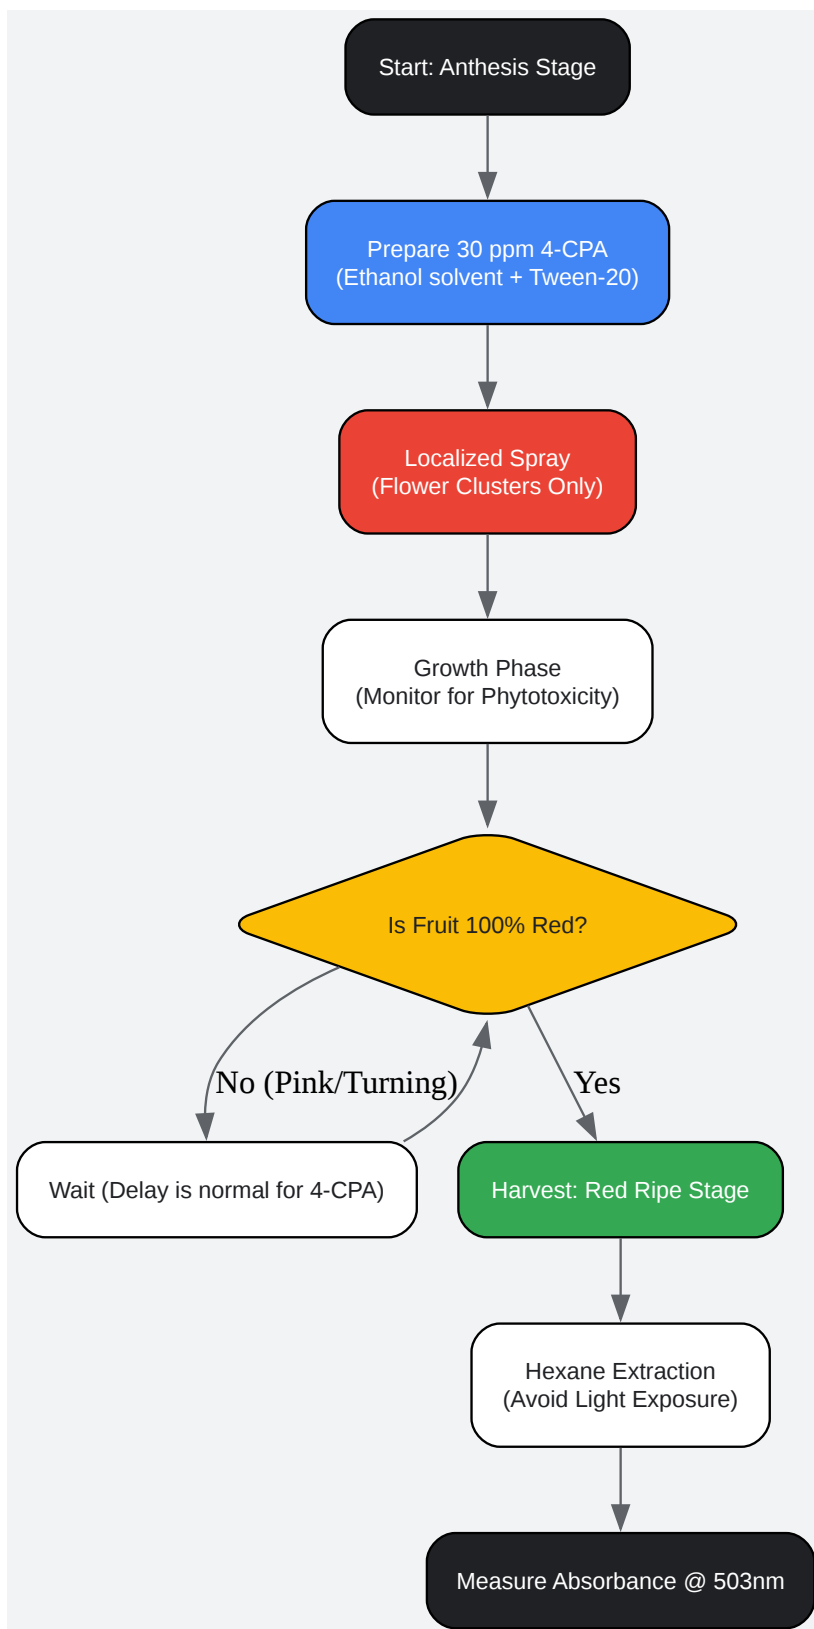 Start: Anthesis Stage
Prepare 30 ppm 4-CPA
(Ethanol solvent + Tween-20)
Localized Spray
(Flower Clusters Only)
Growth Phase
(Monitor for Phytotoxicity)
Is Fruit 100% Red?
No (Pink/Turning)
Yes
Wait (Delay is normal for 4-CPA)
Harvest: Red Ripe Stage
Hexane Extraction
(Avoid Light Exposure)
Measure Absorbance @ 503nm